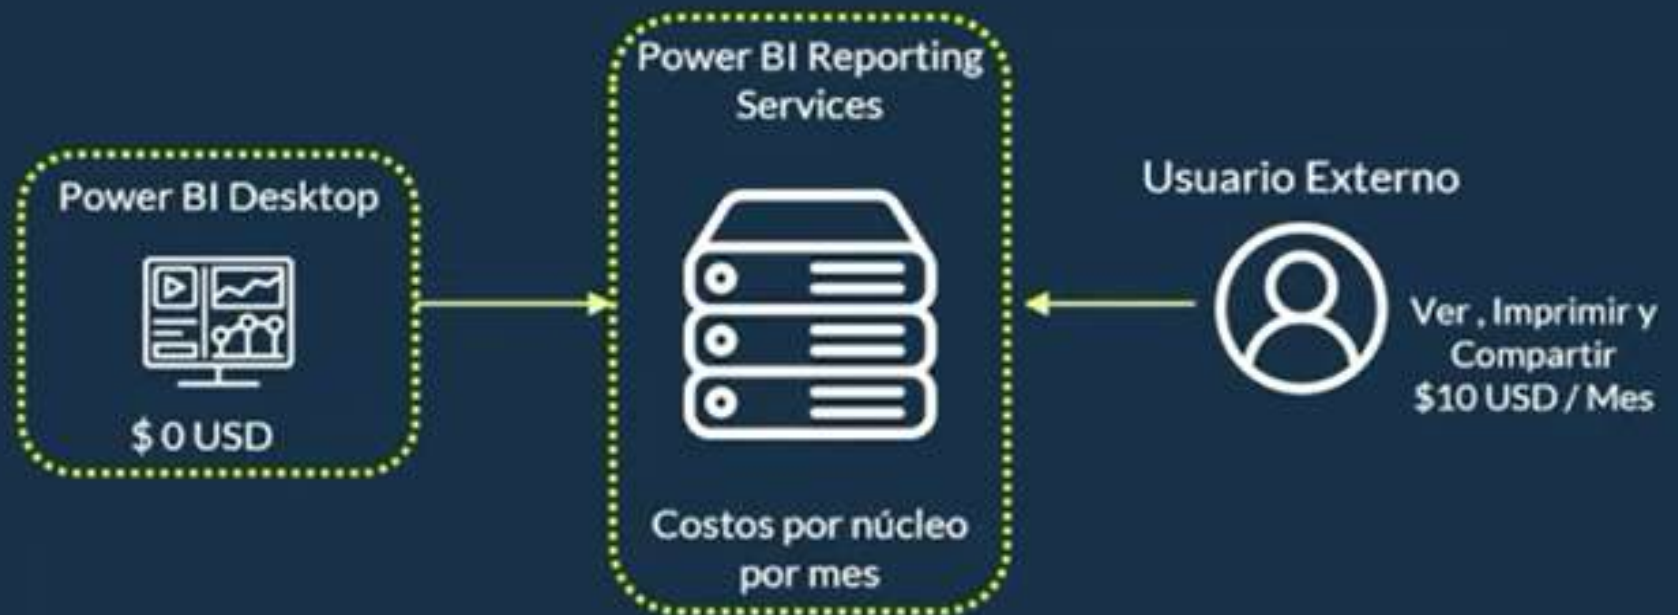 Power BI Desktop
$ 0 USD
Power BI Reporting
Services
Costos por núcleo
por mes
Usuario Externo
Ver , Imprimir y
Compartir
$10 USD / Mes